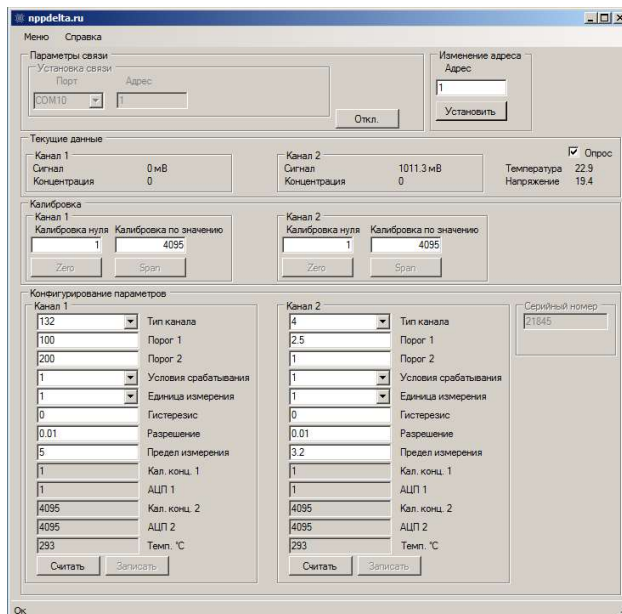 nppdelta.ru
Меню Справка
Параметры связи
Установка связи
Порт Адрес
COM10 1
Откл.
Изменение адреса
Адрес
1
Установить
Текущие данные
Канал 1
Сигнал 0 мВ
Концентрация 0
Канал 2
Сигнал 1011.3 мВ
Концентрация 0
Опрос
Температура 22.9
Напряжение 19.4
Калибровка
Канал 1
Калибровка нуля Калибровка по значению
1 4095
Zero Span
Канал 2
Калибровка нуля Калибровка по значению
1 4095
Zero Span
Конфигурирование параметров
Канал 1
132 Тип канала
100 Порог 1
200 Порог 2
1 Условия срабатывания
1 Единица измерения
0 Гистерезис
0.01 Разрешение
5 Предел измерения
1 Кал. конц. 1
1 АЦП 1
4095 Кал. конц. 2
4095 АЦП 2
293 Темп. °C
Считать Записать
Канал 2
4 Тип канала
2.5 Порог 1
1 Порог 2
1 Условия срабатывания
1 Единица измерения
0 Гистерезис
0.01 Разрешение
3.2 Предел измерения
1 Кал. конц. 1
1 АЦП 1
4095 Кал. конц. 2
4095 АЦП 2
293 Темп. °C
Считать Записать
Серийный номер
21845
Ок